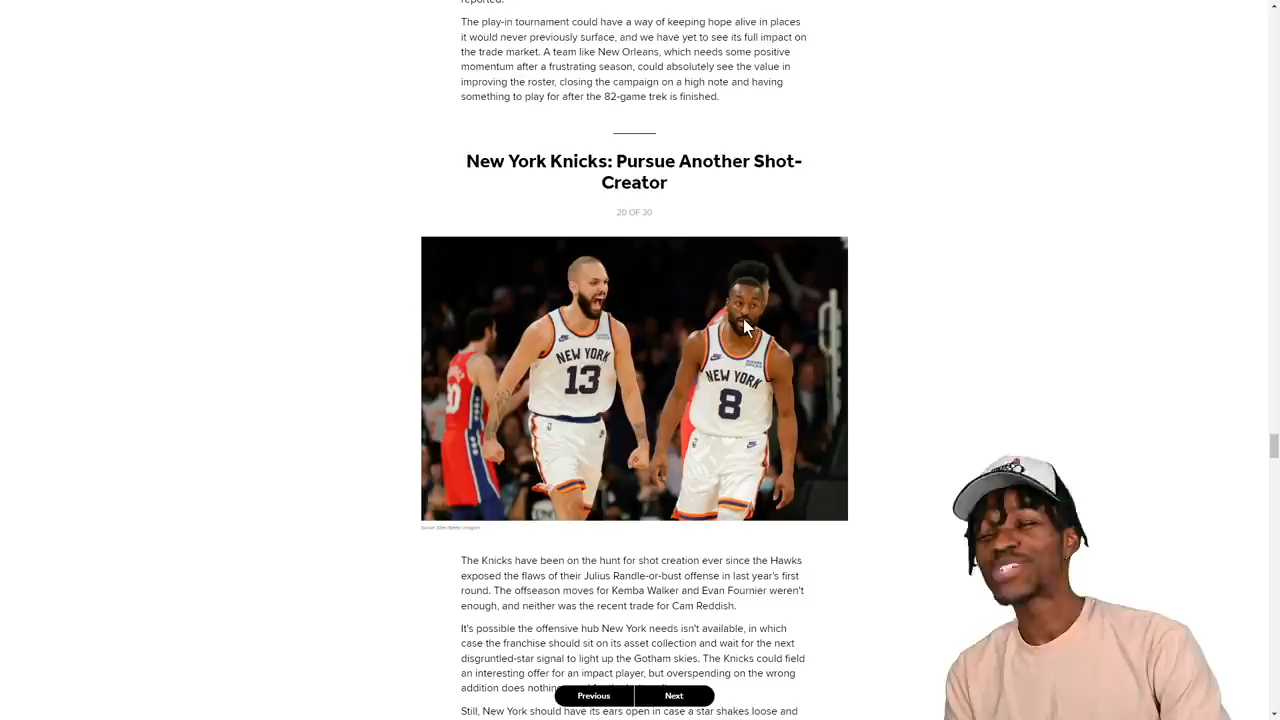 The play-in tournament could have a way of keeping hope alive in places
it would never previously surface, and we have yet to see its full impact on
the trade market. A team like New Orleans, which needs some positive
momentum after a frustrating season, could absolutely see the value in
improving the roster, closing the campaign on a high note and having
something to play for after the 82-game trek is finished.
New York Knicks: Pursue Another Shot-
Creator
20 OF 30
NEW YORK
13
NEW YORK
8
The Knicks have been on the hunt for shot creation ever since the Hawks
exposed the flaws of their Julius Randle-or-bust offense in last year's first
round. The offseason moves for Kemba Walker and Evan Fournier weren't
enough, and neither was the recent trade for Cam Reddish.
It's possible the offensive hub New York needs isn't available, in which
case the franchise should sit on its asset collection and wait for the next
disgruntled-star signal to light up the Gotham skies. The Knicks could field
an interesting offer for an impact player, but overspending on the wrong
addition does nothing
Previous
Next
Still, New York should have its ears open in case a star shakes loose and